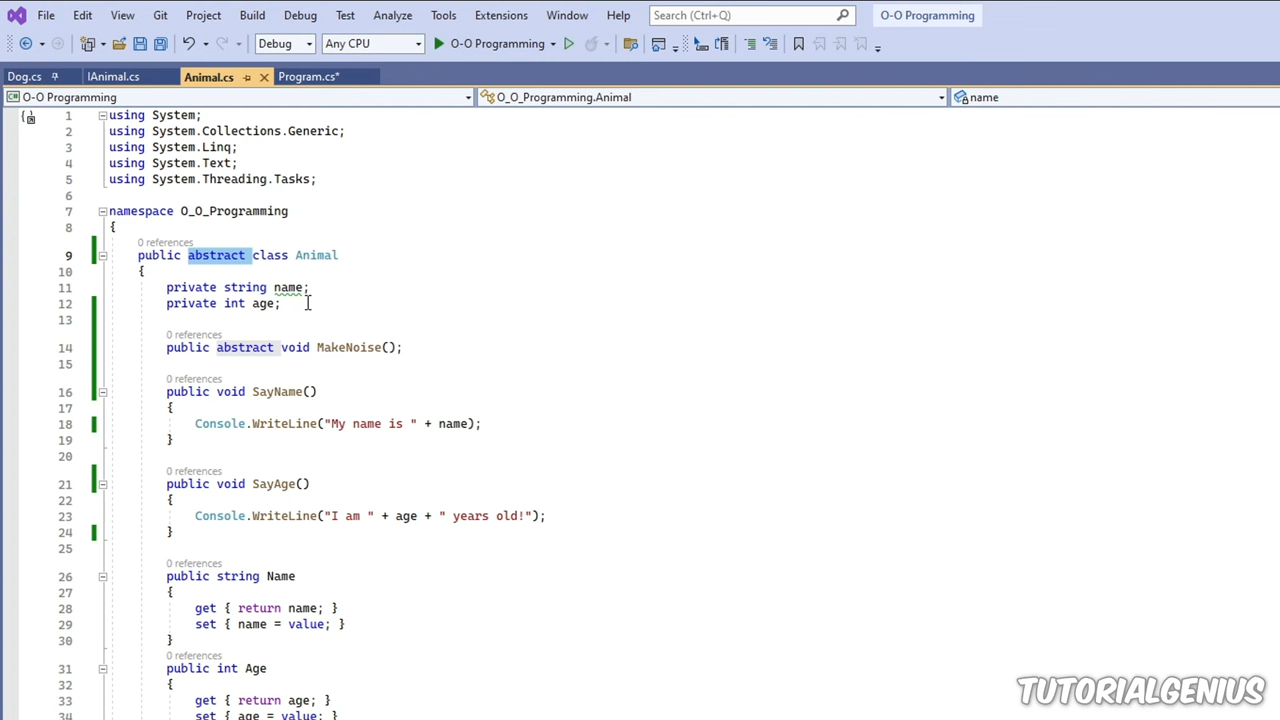 File Edit View Git Project Build Debug Test Analyze Tools Extensions Window Help Search (Ctrl+Q) O-O Programming
Debug Any CPU O-O Programming
Dog.cs IAnimal.cs Animal.cs Program.cs*
O-O Programming O_O_Programming.Animal name
1 using System;
2 using System.Collections.Generic;
3 using System.Linq;
4 using System.Text;
5 using System.Threading.Tasks;
6
7 namespace O_O_Programming
8 {
0 references
9 public abstract class Animal
10 {
11 private string name;
12 private int age;
13
0 references
14 public abstract void MakeNoise();
15
0 references
16 public void SayName()
17 {
18 Console.WriteLine("My name is " + name);
19 }
20
0 references
21 public void SayAge()
22 {
23 Console.WriteLine("I am " + age + " years old!");
24 }
25
0 references
26 public string Name
27 {
28 get { return name; }
29 set { name = value; }
30 }
0 references
31 public int Age
32 {
33 get { return age; }
34 set { age = value; }
TUTORIALGENIUS